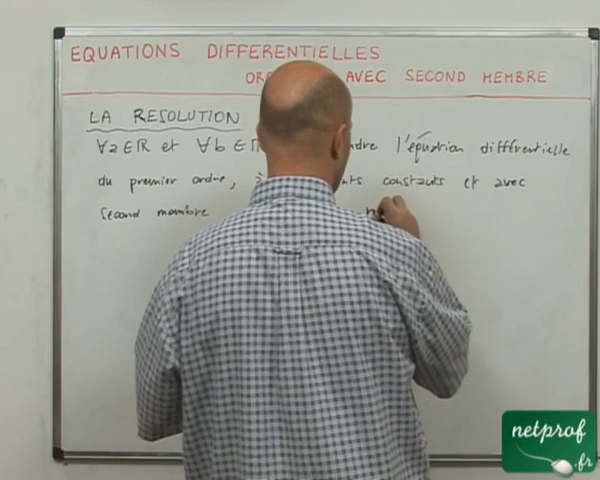 EQUATIONS DIFFERENTIELLES
AVEC SECOND MEMBRE
LA RESOLUTION
∀a∈ℝ et ∀b∈ l'équation différentielle
du premier ordre, constants et avec
second membre
netprof
.fr